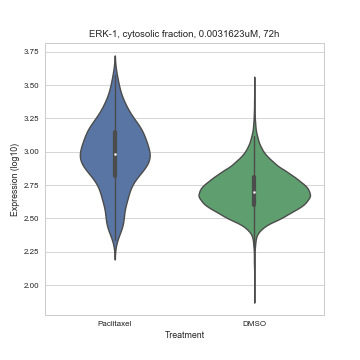 ERK-1, cytosolic fraction, 0.0031623uM, 72h
3.75
3.50
3.25
3.00
2.75
2.50
2.25
2.00
Expression (log10)
Paclitaxel
DMSO
Treatment